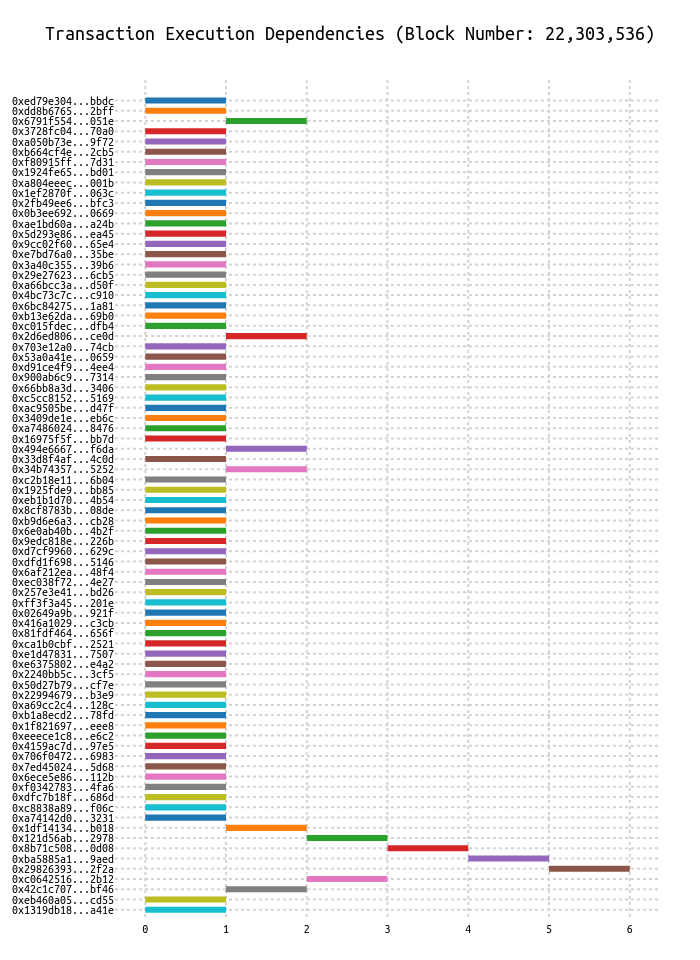 Transaction Execution Dependencies (Block Number: 22,303,536)
0xed79e304...bbdc
0xdd8b6765...2bff
0x6791f554...051e
0x3728fc04...70a0
0xa050b73e...9f72
0xb664cf4e...2cb5
0xf80915ff...7d31
0x1924fe65...bd01
0xa804eeec...001b
0x1ef2870f...063c
0x2fb49ee6...bfc3
0x0b3ee692...0669
0xae1bd60a...a24b
0x5d293e86...ea45
0x9cc02f60...65e4
0xe7bd76a0...35be
0x3a40c355...39b6
0x29e27623...6cb5
0xa66bcc3a...d50f
0x4bc73c7c...c910
0x6bc84275...1a81
0xb13e62da...69b0
0xc015fdec...dfb4
0x2d6ed806...ce0d
0x703e12a0...74cb
0x53a0a41e...0659
0xd91ce4f9...4ee4
0x900ab6c9...7314
0x66bb8a3d...3406
0xc5cc8152...5169
0xac9505be...d47f
0x3409de1e...eb6c
0xa7486024...8476
0x16975f5f...bb7d
0x494e6667...f6da
0x33d8f4af...4c0d
0x34b74357...5252
0xc2b18e11...6b04
0x1925fde9...bb85
0xeb1b1d70...4b54
0x8cf8783b...08de
0xb9d6e6a3...cb28
0x6e0ab40b...4b2f
0x9edc818e...226b
0xd7cf9960...629c
0xdfd1f698...5146
0x6af212ea...48f4
0xec038f72...4e27
0x257e3e41...bd26
0xff3f3a45...201e
0x02649a9b...921f
0x416a1029...c3cb
0x81fdf464...656f
0xca1b0cbf...2521
0xe1d47831...7507
0xe6375802...e4a2
0x2240bb5c...3cf5
0x50d27b79...cf7e
0x22994679...b3e9
0xa69cc2c4...128c
0xb1a8ecd2...78fd
0x1f821697...eee8
0xeeece1c8...e6c2
0x4159ac7d...97e5
0x706f0472...6983
0x7ed45024...5d68
0x6ece5e86...112b
0xf0342783...4fa6
0xdfc7b18f...686d
0xc8838a89...f06c
0xa74142d0...3231
0x1df14134...b018
0x121d56ab...2978
0x8b71c508...0d08
0xba5885a1...9aed
0x29826393...2f2a
0xc0642516...2b12
0x42c1c707...bf46
0xeb460a05...cd55
0x1319db18...a41e
0 1 2 3 4 5 6